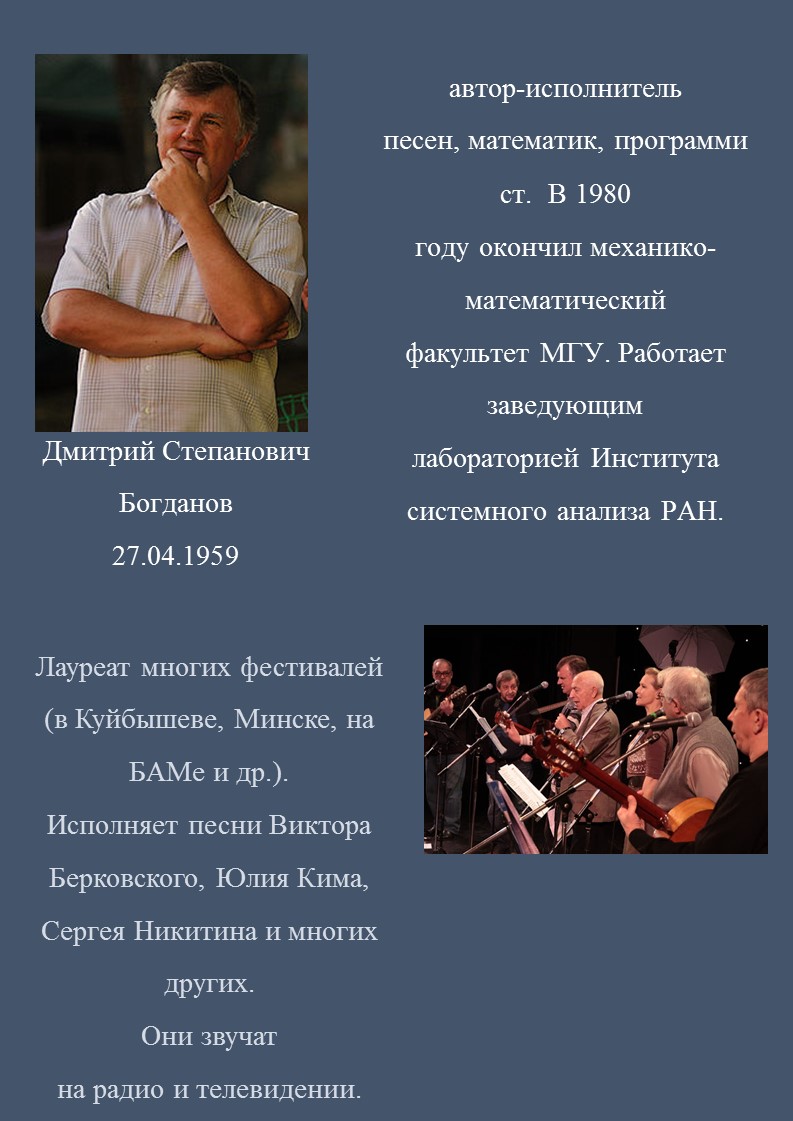 автор-исполнитель
песен, математик, программи
ст. В 1980
году окончил механико-
математический
факультет МГУ. Работает
заведующим
лабораторией Института
системного анализа РАН.
Дмитрий Степанович
Богданов
27.04.1959
Лауреат многих фестивалей
(в Куйбышеве, Минске, на
БАМе и др.).
Исполняет песни Виктора
Берковского, Юлия Кима,
Сергея Никитина и многих
других.
Они звучат
на радио и телевидении.